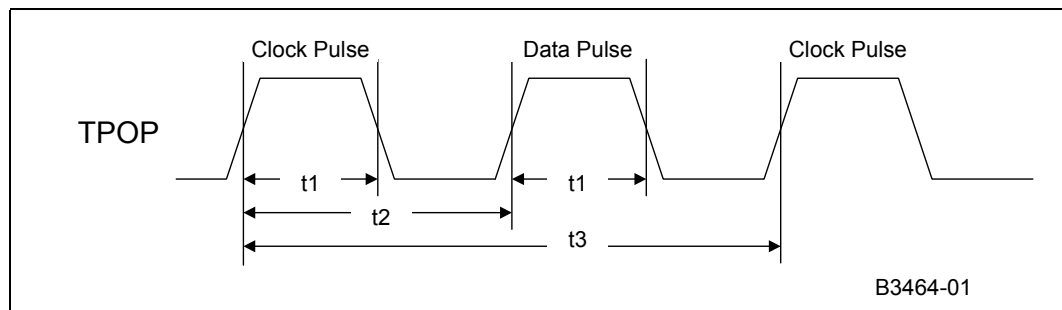 Clock Pulse
Data Pulse
Clock Pulse
TPOP
t1
t1
t2
t3
B3464-01